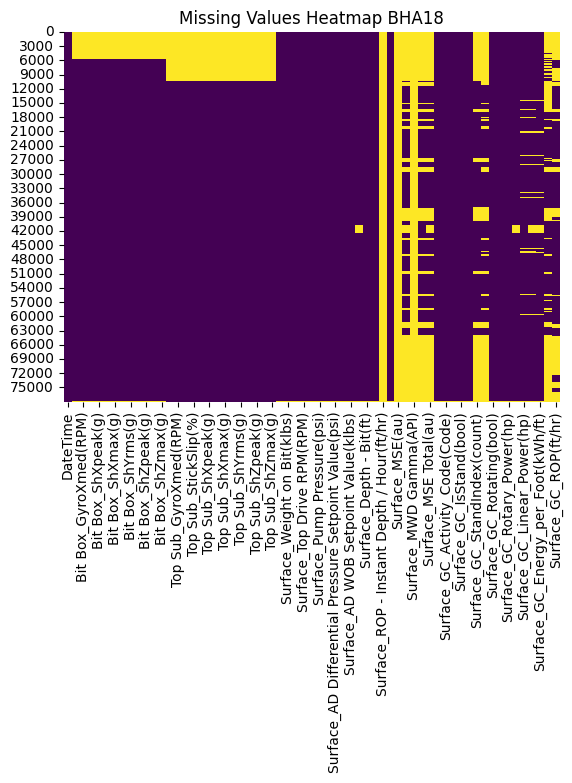 Missing Values Heatmap BHA18
0
3000
6000
9000
12000
15000
18000
21000
24000
27000
30000
33000
36000
39000
42000
45000
48000
51000
54000
57000
60000
63000
66000
69000
72000
75000
DateTime
Bit Box_GyroXmed(RPM)
Bit Box_ShXpeak(g)
Bit Box_ShXmax(g)
Bit Box_ShYrms(g)
Bit Box_ShZpeak(g)
Bit Box_ShZmax(g)
Top Sub_GyroXmed(RPM)
Top Sub_StickSlip(%)
Top Sub_ShXpeak(g)
Top Sub_ShXmax(g)
Top Sub_ShYrms(g)
Top Sub_ShZpeak(g)
Top Sub_ShZmax(g)
Surface_Weight on Bit(klbs)
Surface_Top Drive RPM(RPM)
Surface_Pump Pressure(psi)
Surface_AD Differential Pressure Setpoint Value(psi)
Surface_AD WOB Setpoint Value(klbs)
Surface_Depth - Bit(ft)
Surface_ROP - Instant Depth / Hour(ft/hr)
Surface_MSE(au)
Surface_MWD Gamma(API)
Surface_MSE Total(au)
Surface_GC_Activity_Code(Code)
Surface_GC_IsStand(bool)
Surface_GC_StandIndex(count)
Surface_GC_Rotating(bool)
Surface_GC_Rotary_Power(hp)
Surface_GC_Linear_Power(hp)
Surface_GC_Energy_per_Foot(kWh/ft)
Surface_GC_ROP(ft/hr)